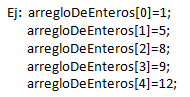 Ej: arregloDeEnteros[0]=1;
arregloDeEnteros[1]=5;
arregloDeEnteros[2]=8;
arregloDeEnteros[3]=9;
arregloDeEnteros[4]=12;